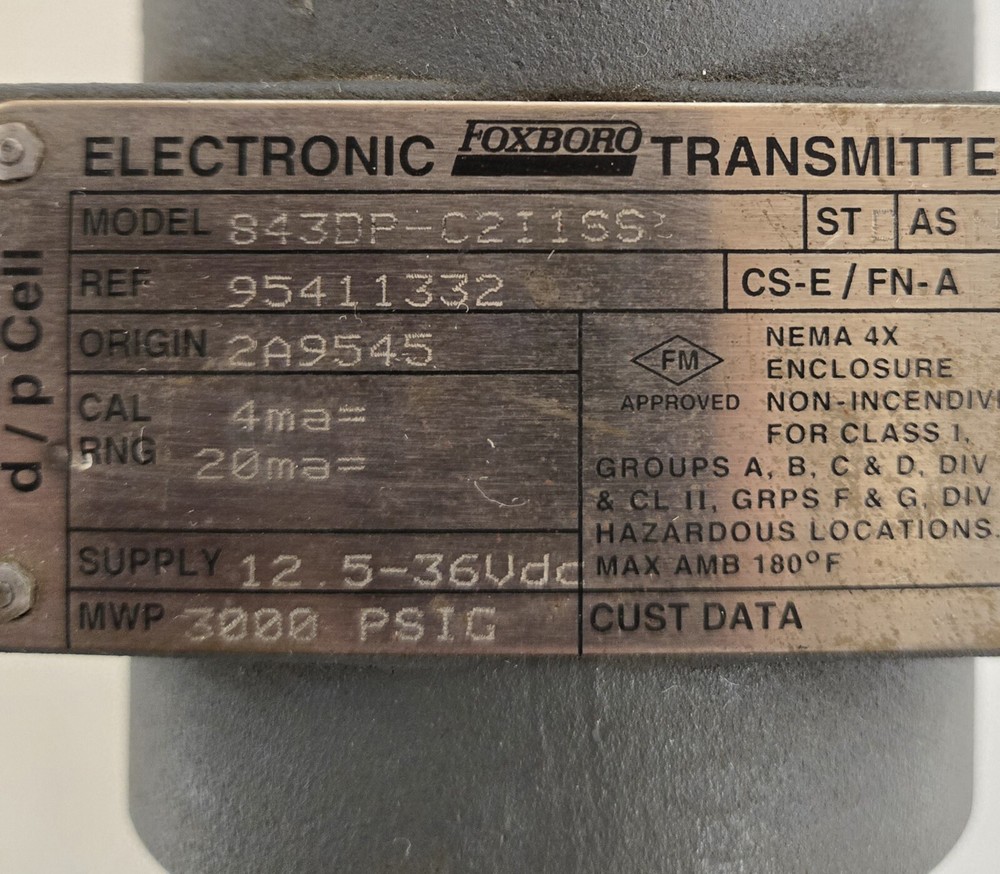 ELECTRONIC FOXBORO TRANSMITTE
MODEL 843DP-C2I1SS
ST AS
REF 95411332
CS-E / FN-A
ORIGIN 2A9545
CAL RNG
4ma=
20ma=
SUPPLY 12.5-36Vdc
MWP 3000 PSIG
FM
APPROVED
NEMA 4X
ENCLOSURE
NON-INCENDIV
FOR CLASS 1,
GROUPS A, B, C & D, DIV
& CL II, GRPS F & G, DIV
HAZARDOUS LOCATIONS.
MAX AMB 180°F
CUST DATA
d / p Cell